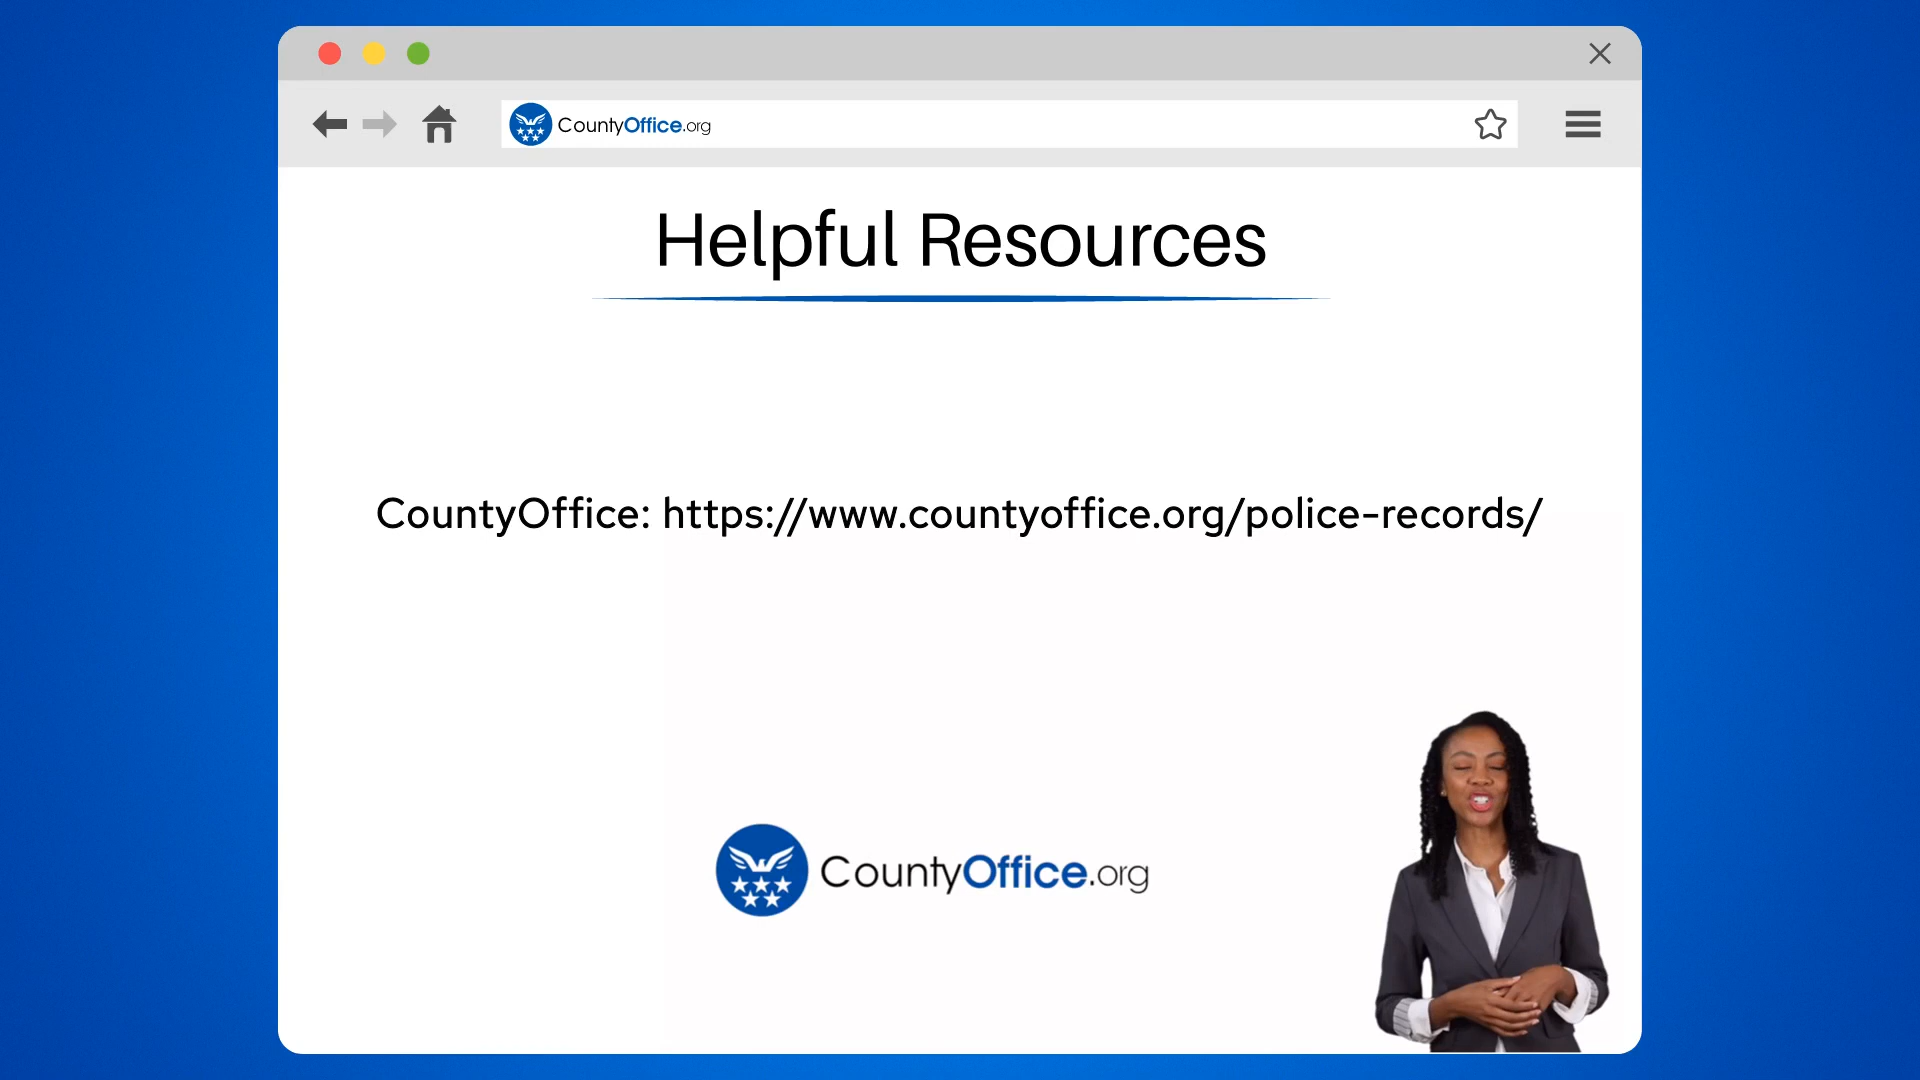 CountyOffice.org
Helpful Resources
CountyOffice: https://www.countyoffice.org/police-records/
CountyOffice.org